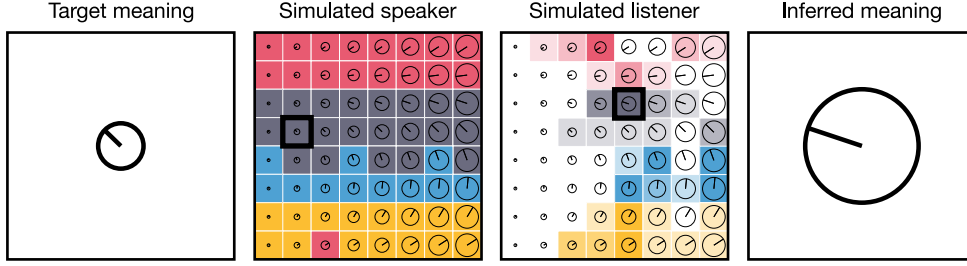 Target meaning
Simulated speaker
Simulated listener
Inferred meaning